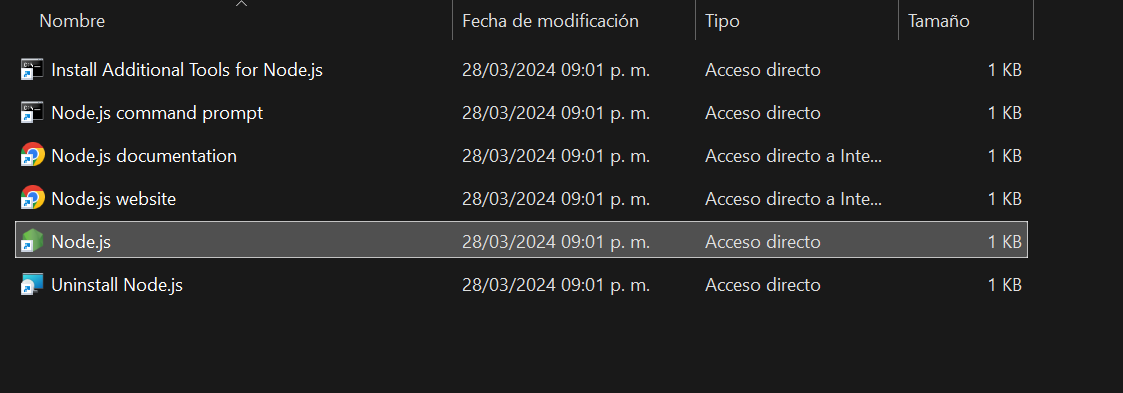 Nombre Fecha de modificación Tipo Tamaño
Install Additional Tools for Node.js 28/03/2024 09:01 p. m. Acceso directo 1 KB
Node.js command prompt 28/03/2024 09:01 p. m. Acceso directo 1 KB
Node.js documentation 28/03/2024 09:01 p. m. Acceso directo a Inte... 1 KB
Node.js website 28/03/2024 09:01 p. m. Acceso directo a Inte... 1 KB
Node.js 28/03/2024 09:01 p. m. Acceso directo 1 KB
Uninstall Node.js 28/03/2024 09:01 p. m. Acceso directo 1 KB